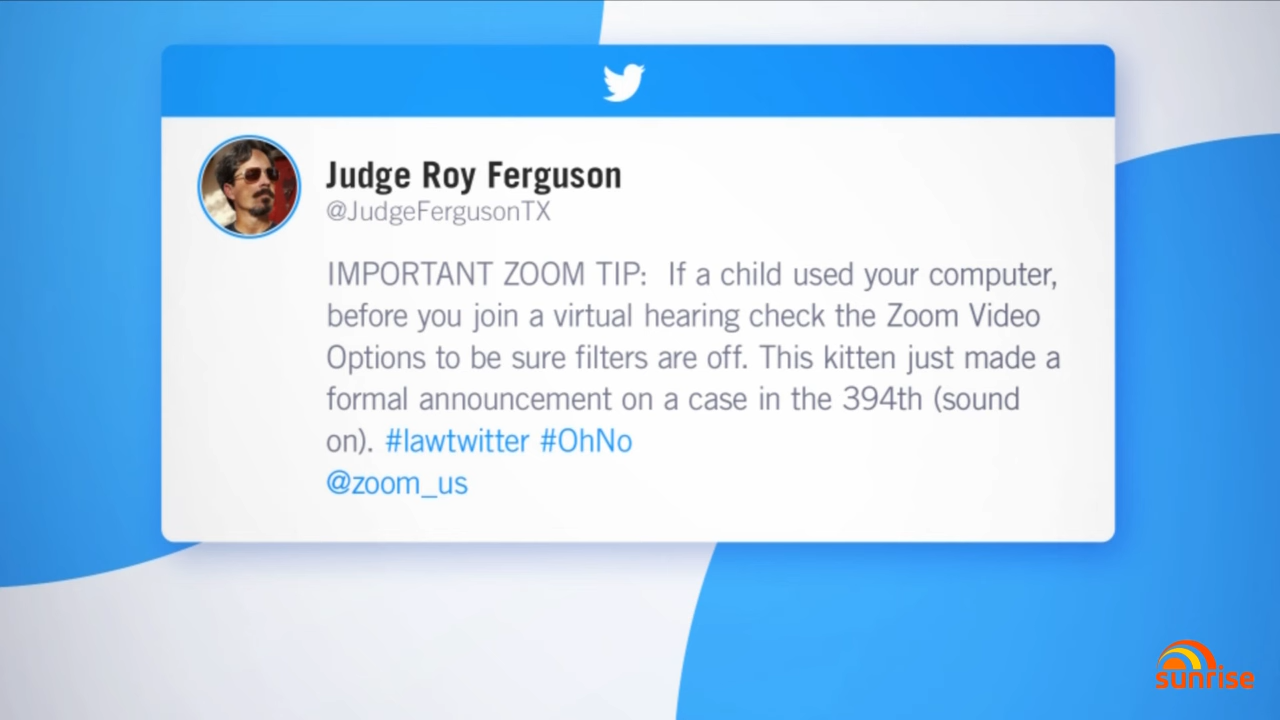 Judge Roy Ferguson
@JudgeFergusonTX
IMPORTANT ZOOM TIP:  If a child used your computer,
before you join a virtual hearing check the Zoom Video
Options to be sure filters are off. This kitten just made a
formal announcement on a case in the 394th (sound
on). #lawtwitter #OhNo
@zoom_us
sunrise